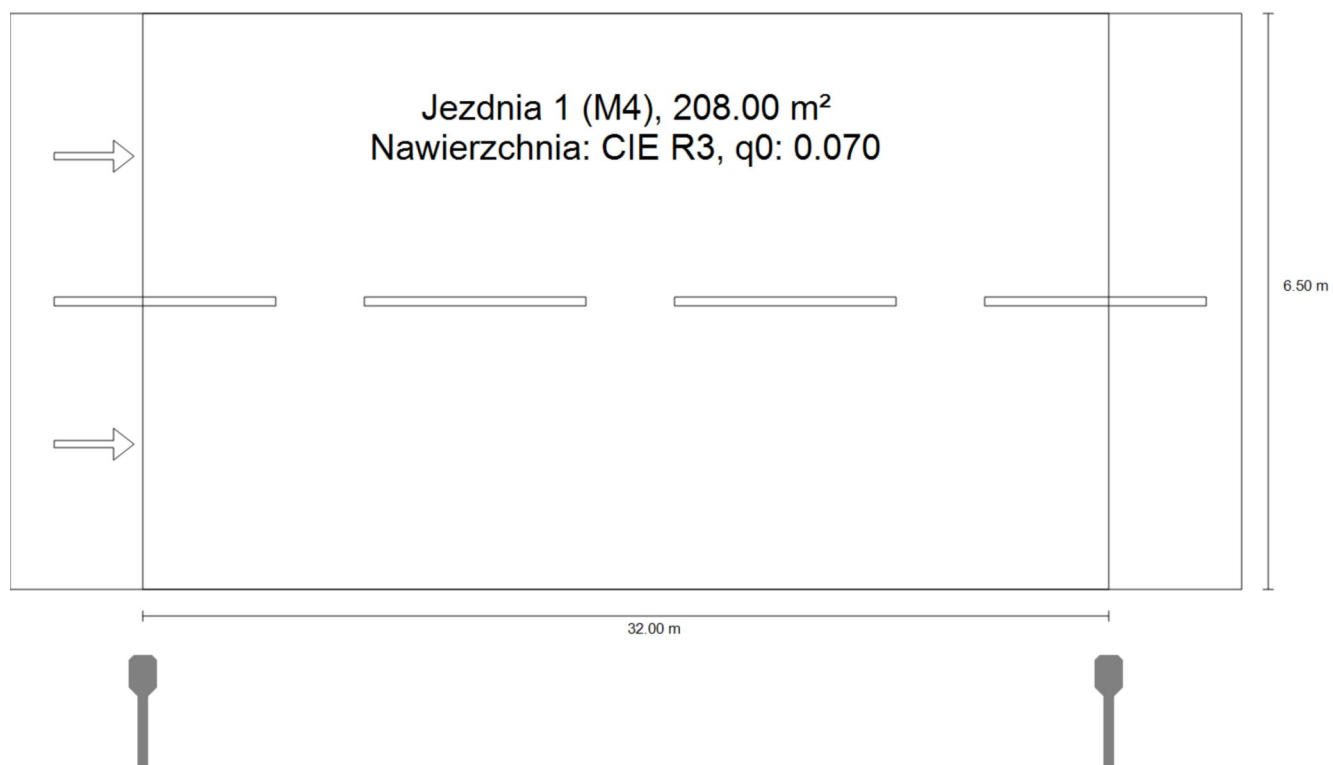 Jezdnia 1 (M4), 208.00 m²
Nawierzchnia: CIE R3, q0: 0.070
6.50 m
32.00 m